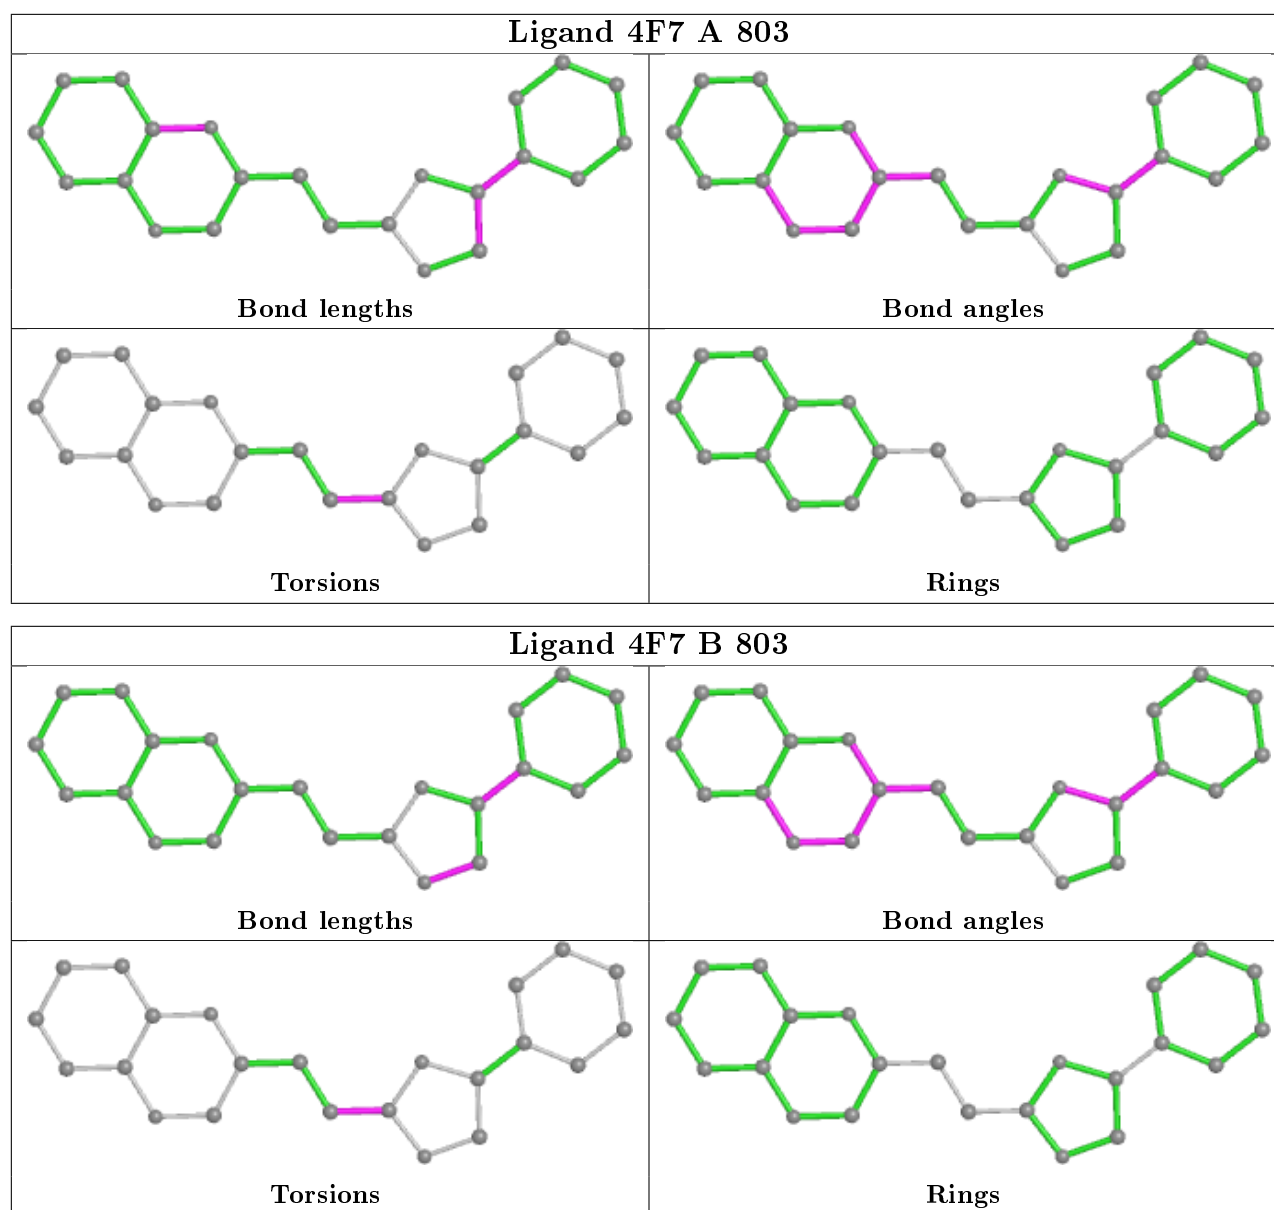 Ligand 4F7 A 803
Bond lengths
Bond angles
Torsions
Rings
Ligand 4F7 B 803
Bond lengths
Bond angles
Torsions
Rings